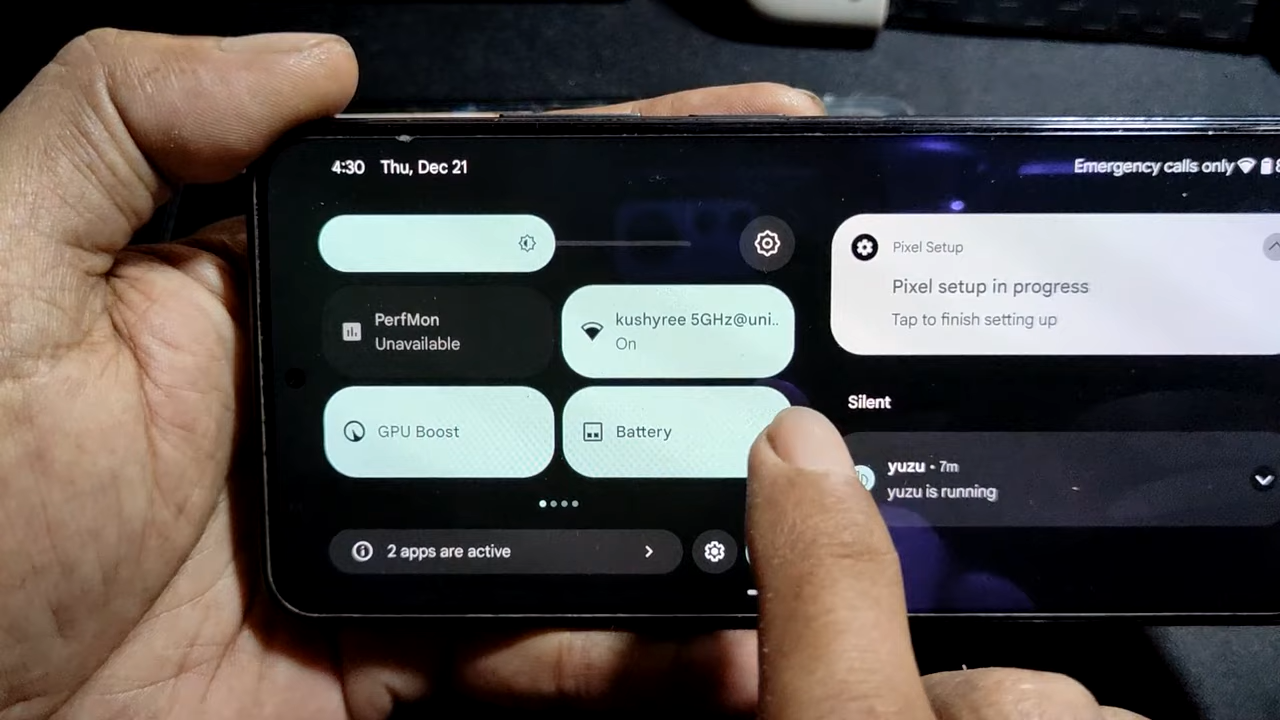 4:30 Thu, Dec 21
Emergency calls only
PerfMon
Unavailable
kushyree 5GHz@uni..
On
GPU Boost
Battery
2 apps are active
Pixel Setup
Pixel setup in progress
Tap to finish setting up
Silent
yuzu • 7m
yuzu is running